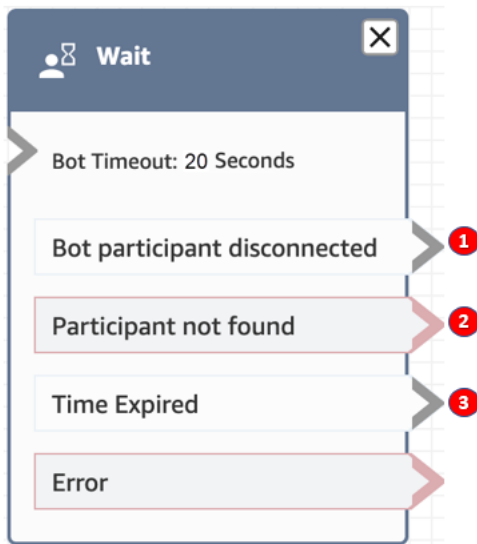 Wait
Bot Timeout: 20 Seconds
Bot participant disconnected
1
Participant not found
2
Time Expired
3
Error